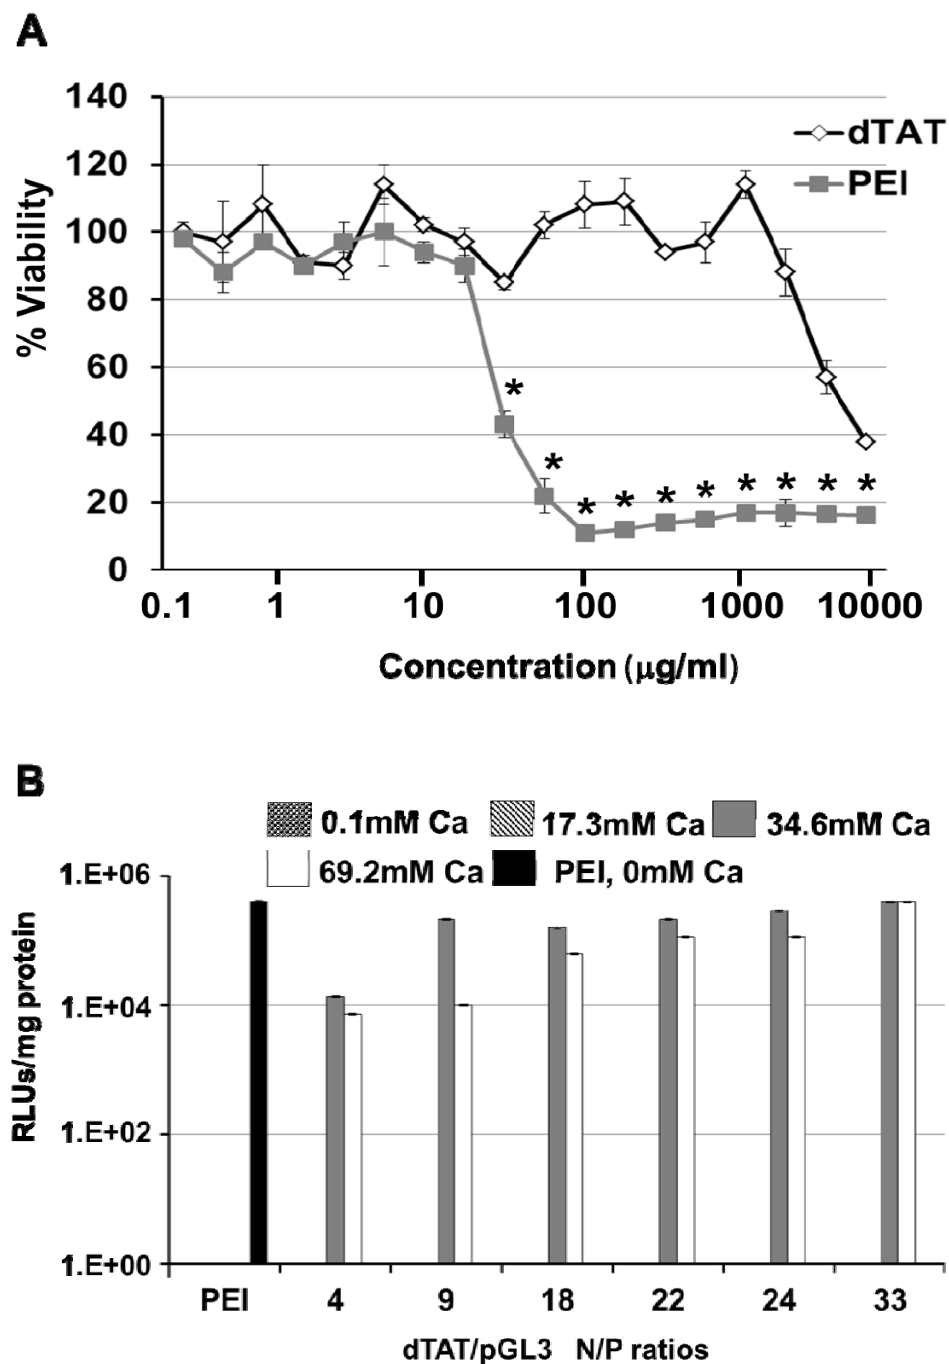 A
140
120
100
80
60
40
20
0
% Viability
dTAT
PEI
* * * * * * * * * *
0.1 1 10 100 1000 10000
Concentration (µg/ml)
B
0.1mM Ca 17.3mM Ca 34.6mM Ca
69.2mM Ca PEI, 0mM Ca
1.E+06
1.E+04
1.E+02
1.E+00
RLUs/mg protein
PEI 4 9 18 22 24 33
dTAT/pGL3 N/P ratios